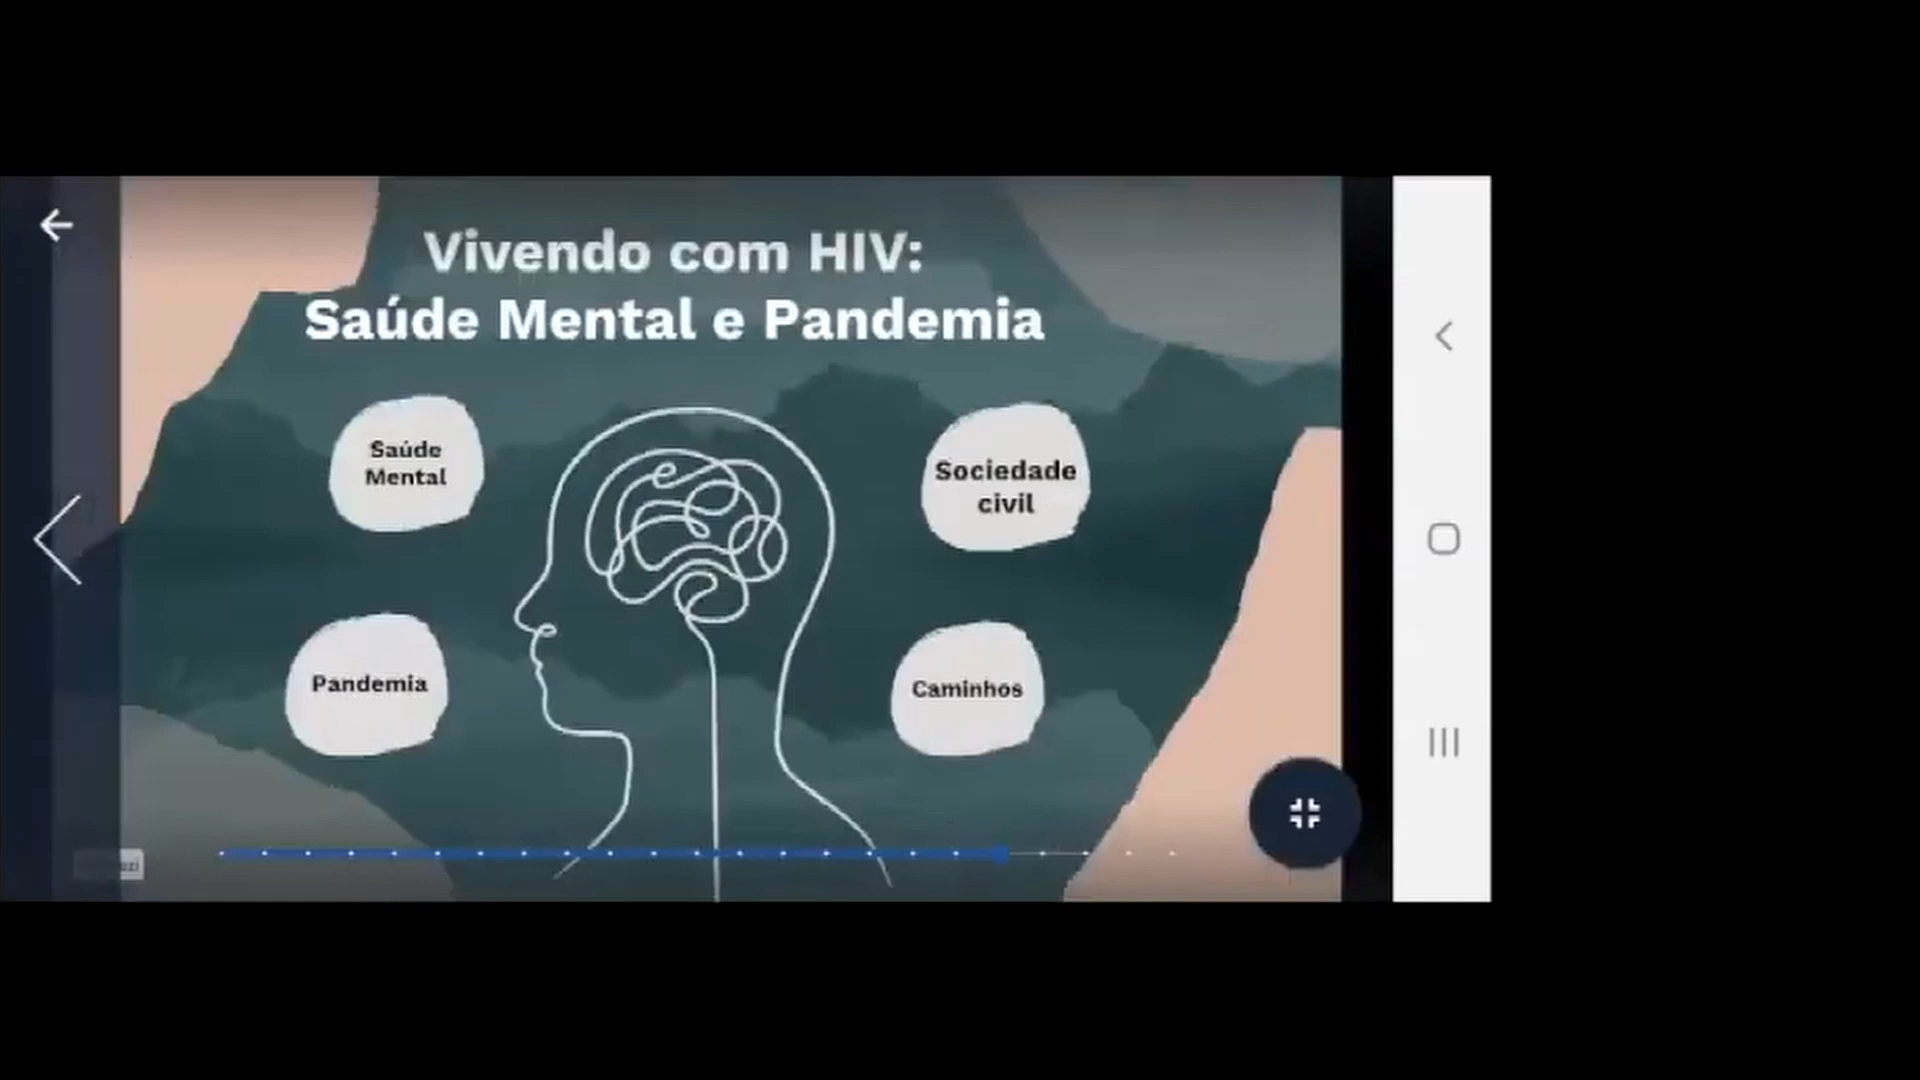 Vivendo com HIV:
Saúde Mental e Pandemia
Saúde
Mental
Sociedade
civil
Pandemia
Caminhos